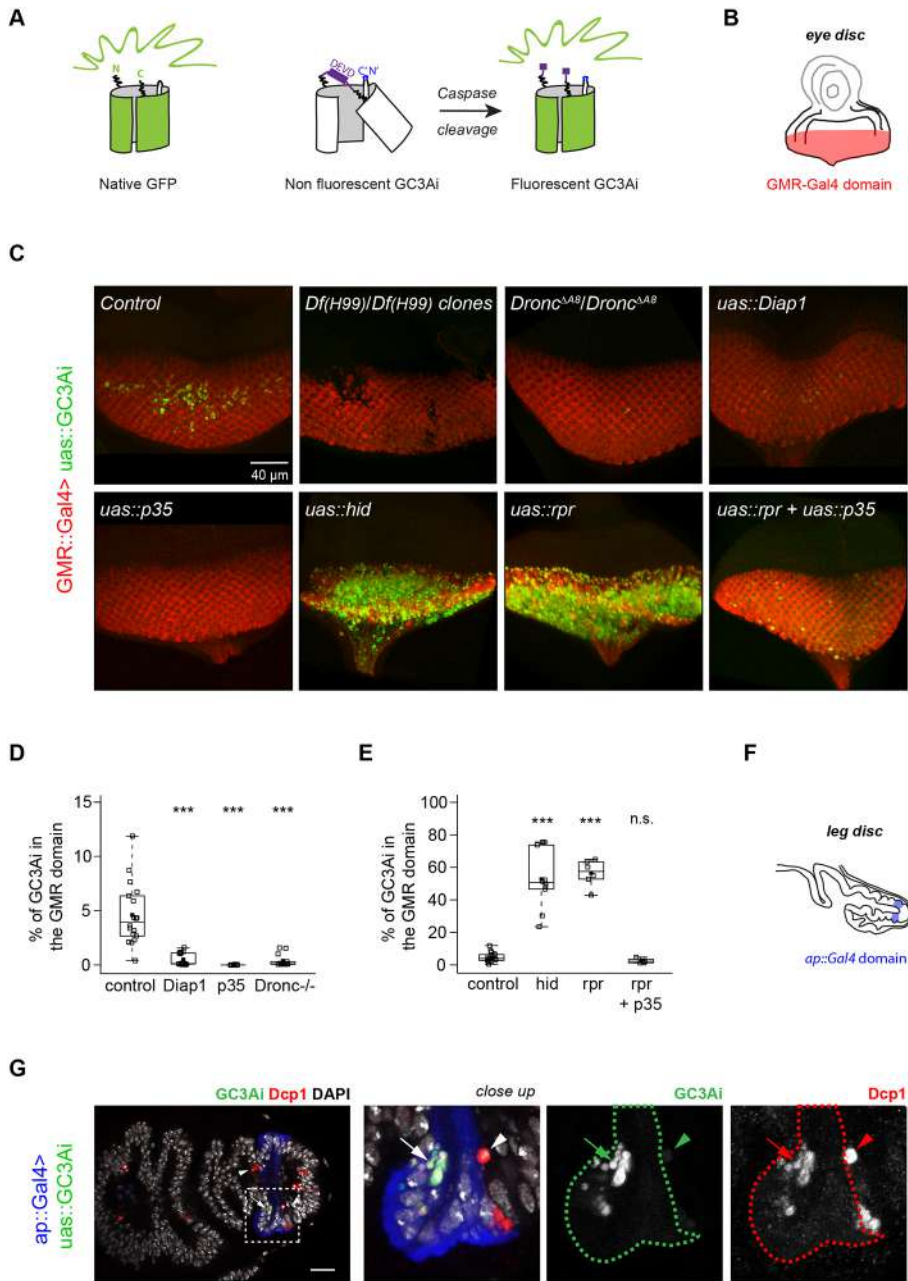 A
N
C
Native GFP
DEVD
C' N'
Non fluorescent GC3Ai
Caspase
cleavage
Fluorescent GC3Ai
B
eye disc
GMR-Gal4 domain
C
GMR::Gal4> uas::GC3Ai
Control
40 µm
Df(H99)/Df(H99) clones
DroncΔA8/DroncΔA8
uas::Diap1
uas::p35
uas::hid
uas::rpr
uas::rpr + uas::p35
D
% of GC3Ai in
the GMR domain
15
10
5
0
***
***
***
control
Diap1
p35
Dronc-/-
E
% of GC3Ai in
the GMR domain
100
80
60
40
20
0
***
***
n.s.
control
hid
rpr
rpr
+ p35
F
leg disc
ap::Gal4 domain
G
ap::Gal4>
uas::GC3Ai
GC3Ai Dcp1 DAPI
close up
GC3Ai
Dcp1